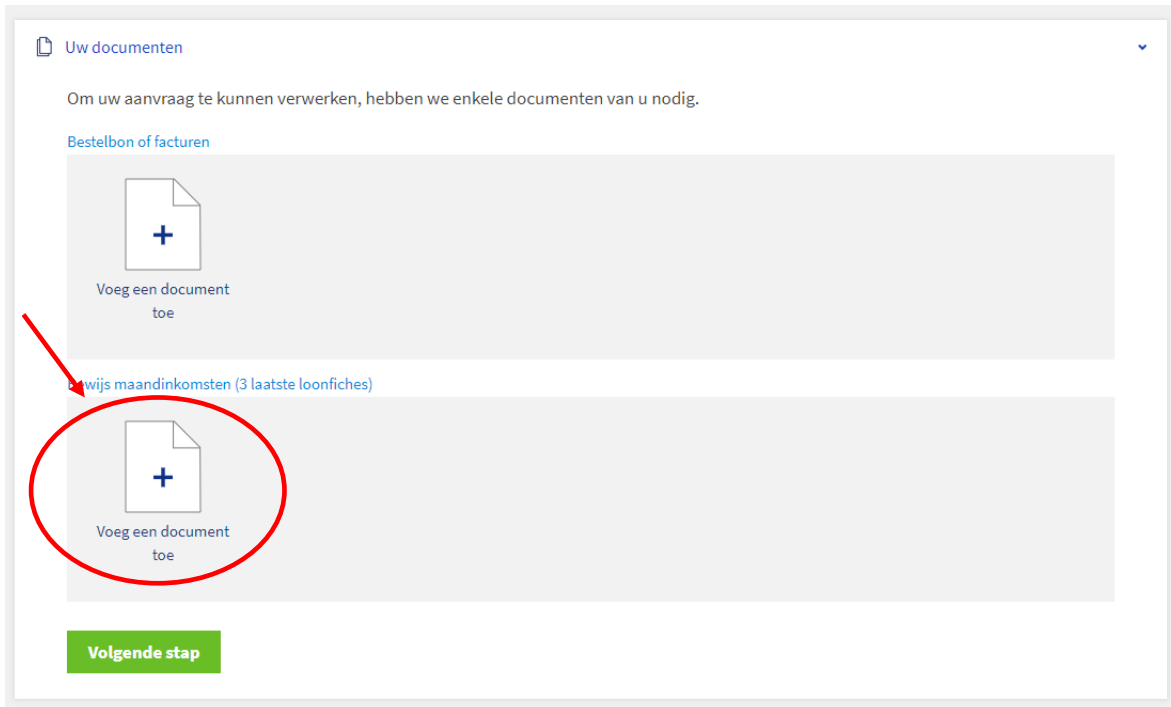 Uw documenten
Om uw aanvraag te kunnen verwerken, hebben we enkele documenten van u nodig.
Bestelbon of facturen
Voeg een document
toe
maandinkomsten (3 laatste loonfiches)
Voeg een document
toe
Volgende stap